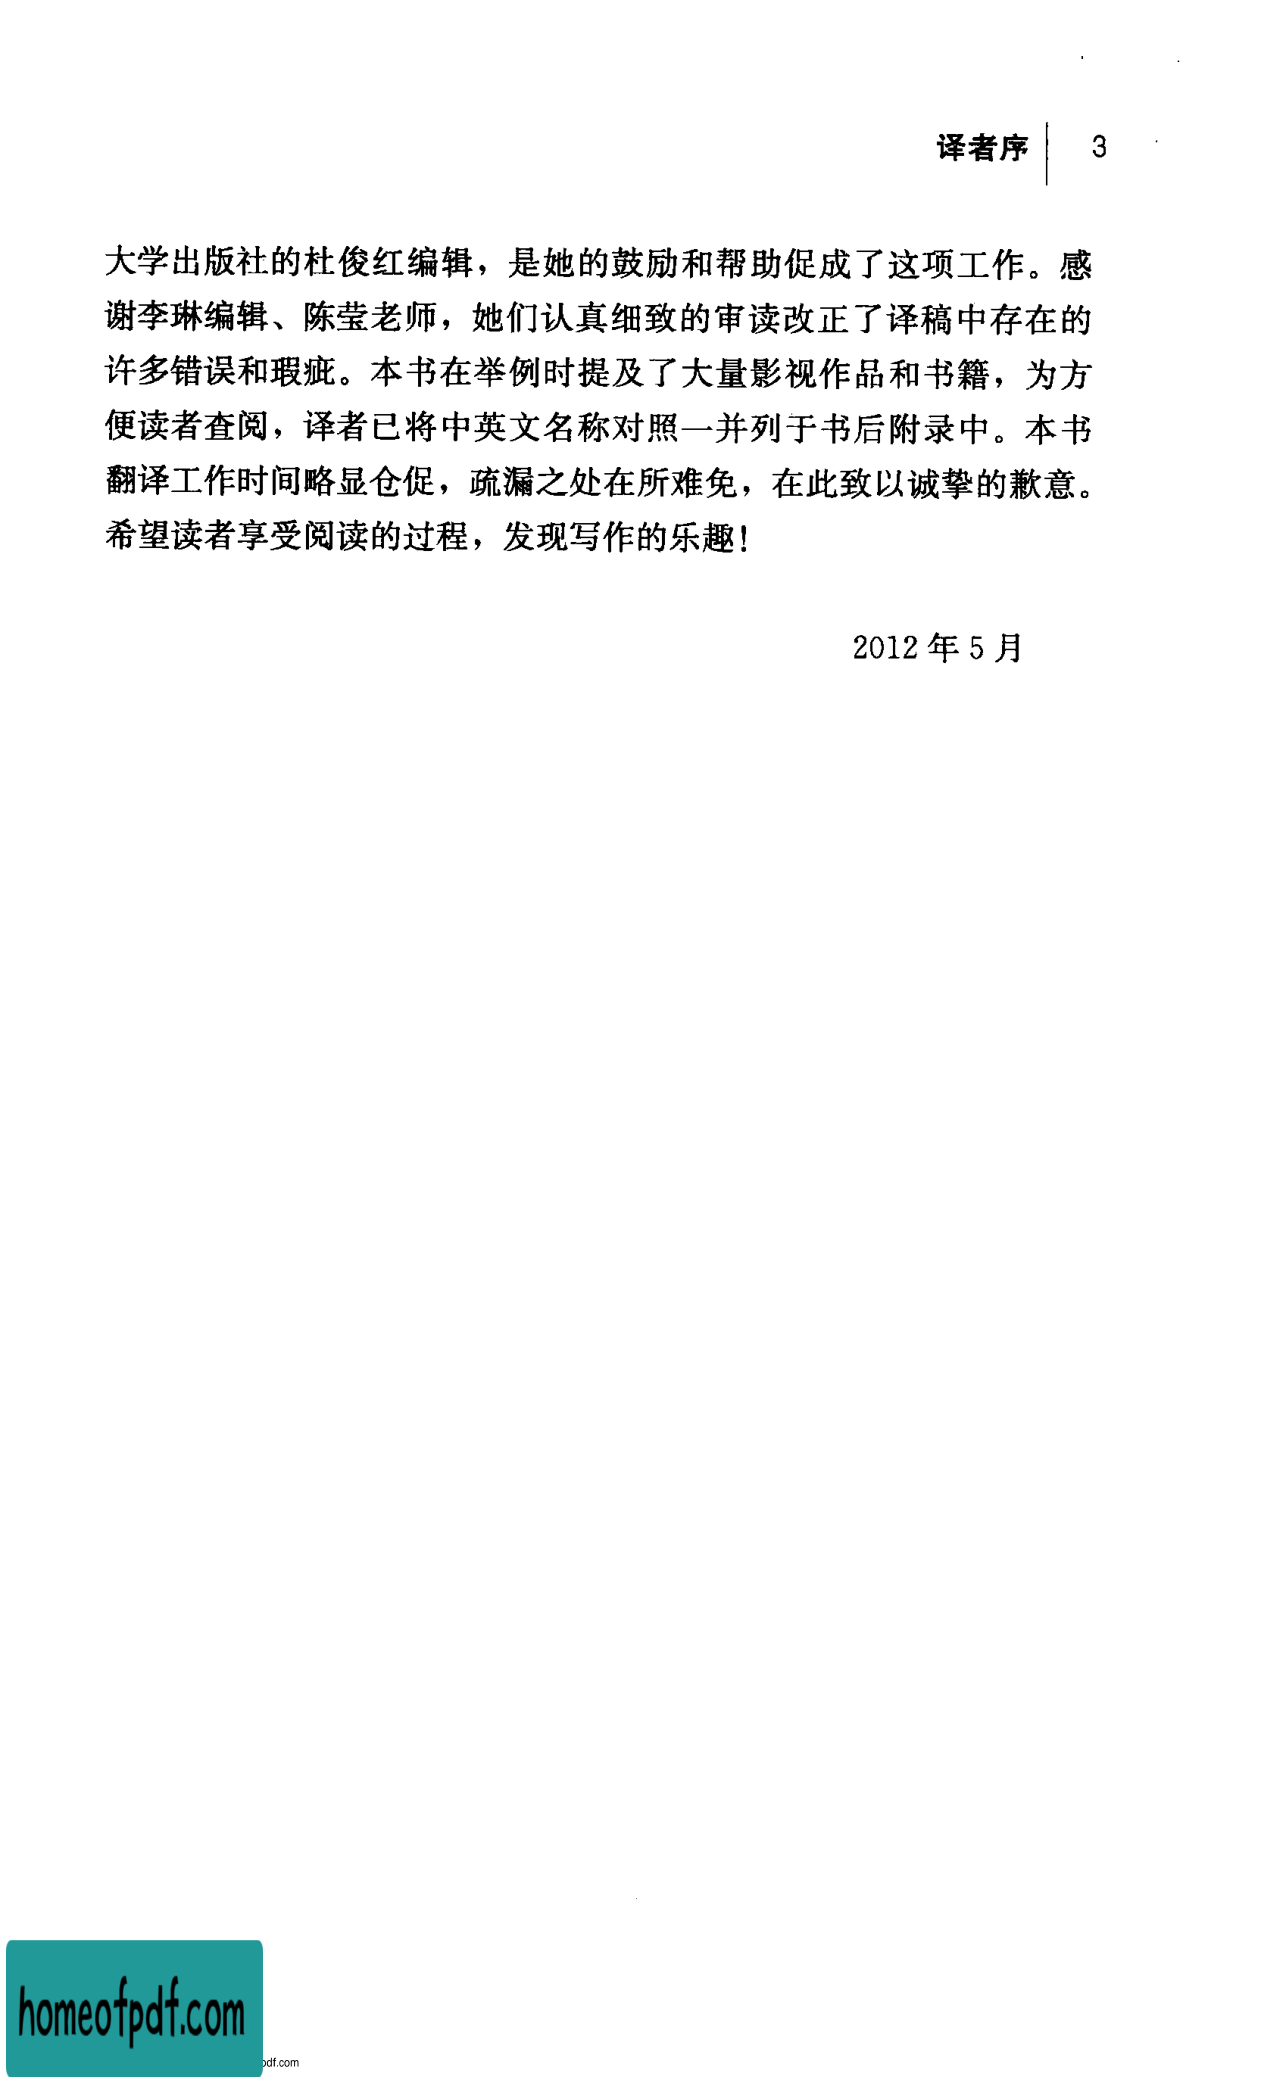 译者序 3
大学出版社的杜俊红编辑，是她的鼓励和帮助促成了这项工作。感
谢李琳编辑、陈莹老师，她们认真细致的审读改正了译稿中存在的
许多错误和瑕疵。本书在举例时提及了大量影视作品和书籍，为方
便读者查阅，译者已将中英文名称对照一并列于书后附录中。本书
翻译工作时间略显仓促，疏漏之处在所难免，在此致以诚挚的歉意。
希望读者享受阅读的过程，发现写作的乐趣！
2012 年 5 月
homeofpdf.com
pdf.com